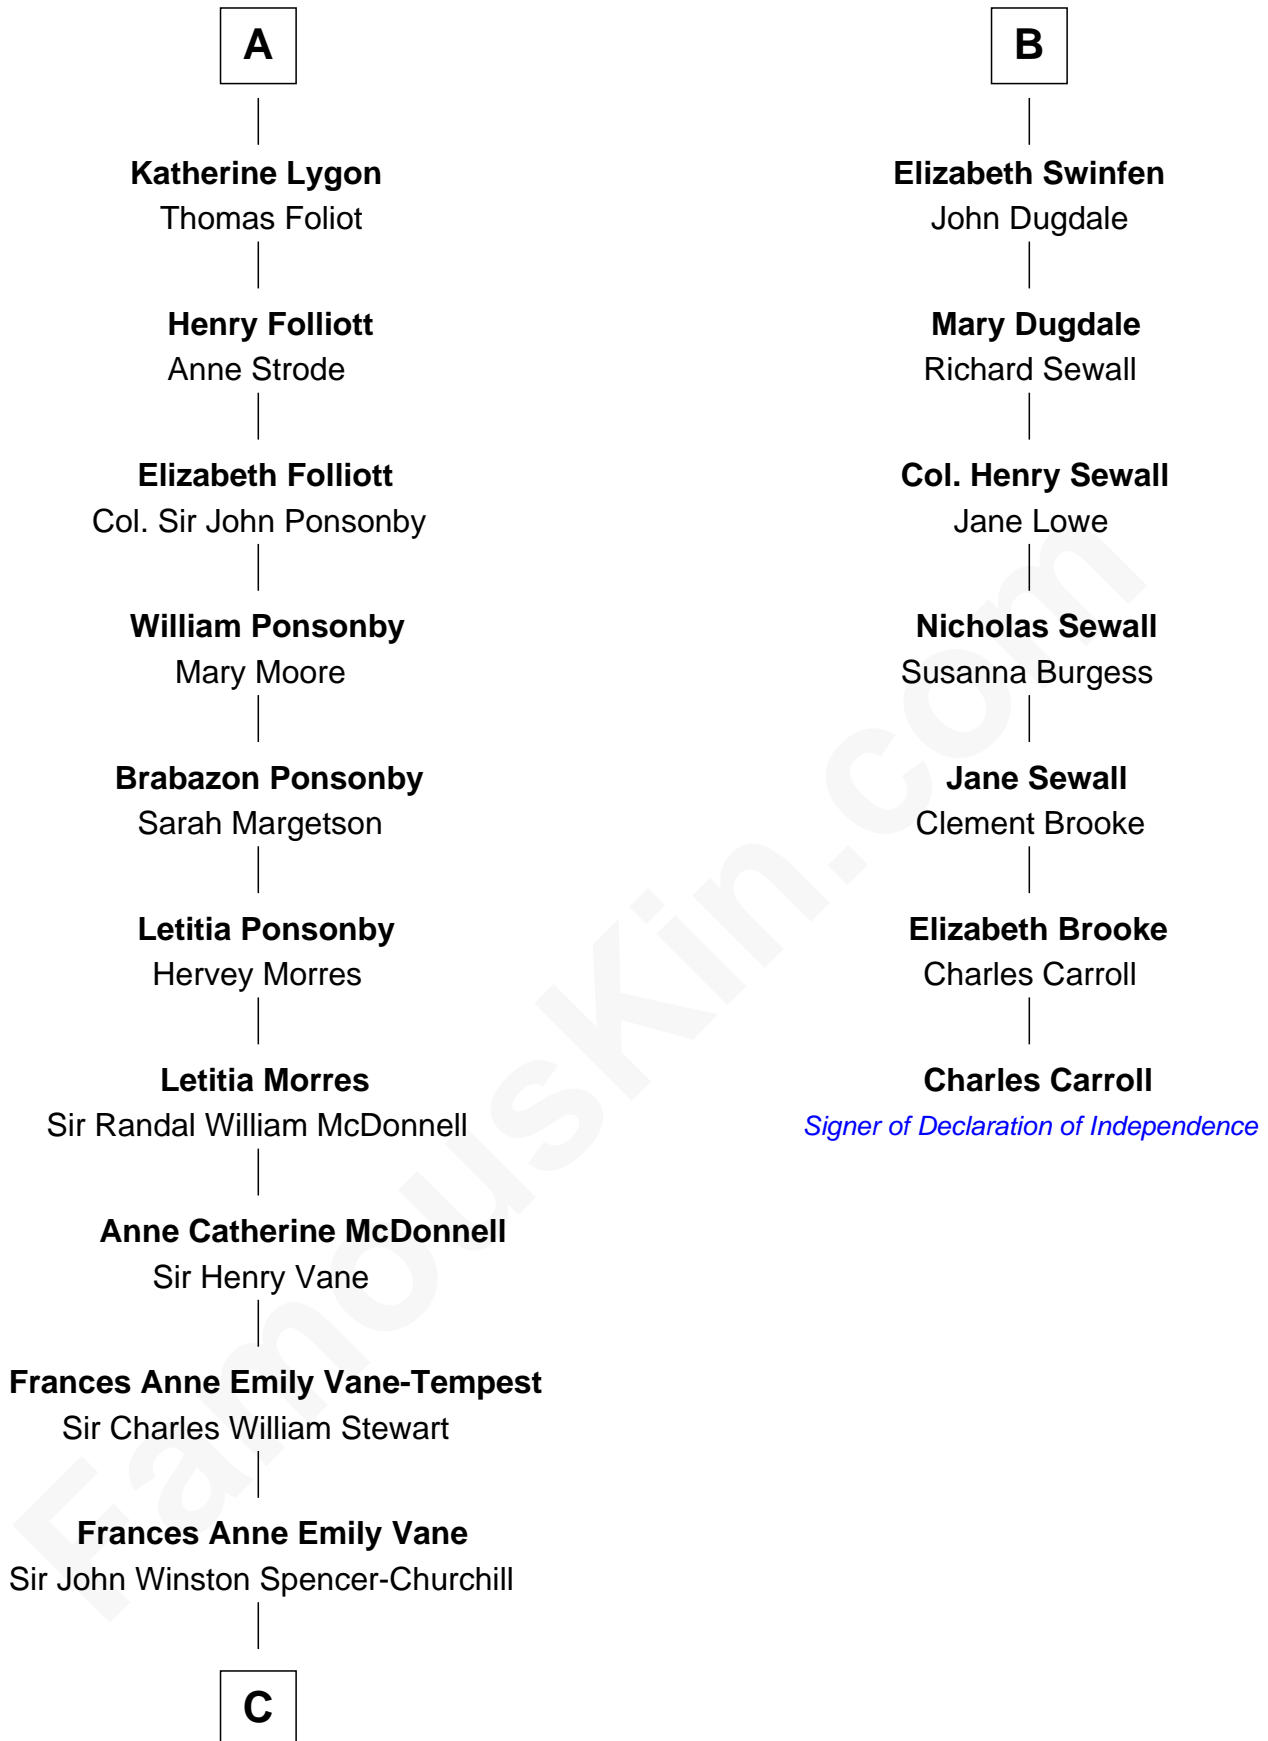 A
Katherine Lygon
Thomas Foliot
Henry Folliott
Anne Strode
Elizabeth Folliott
Col. Sir John Ponsonby
William Ponsonby
Mary Moore
Brabazon Ponsonby
Sarah Margetson
Letitia Ponsonby
Hervey Morres
Letitia Morres
Sir Randal William McDonnell
Anne Catherine McDonnell
Sir Henry Vane
Frances Anne Emily Vane-Tempest
Sir Charles William Stewart
Frances Anne Emily Vane
Sir John Winston Spencer-Churchill
C
B
Elizabeth Swinfen
John Dugdale
Mary Dugdale
Richard Sewall
Col. Henry Sewall
Jane Lowe
Nicholas Sewall
Susanna Burgess
Jane Sewall
Clement Brooke
Elizabeth Brooke
Charles Carroll
Charles Carroll
Signer of Declaration of Independence
FamousKin.com